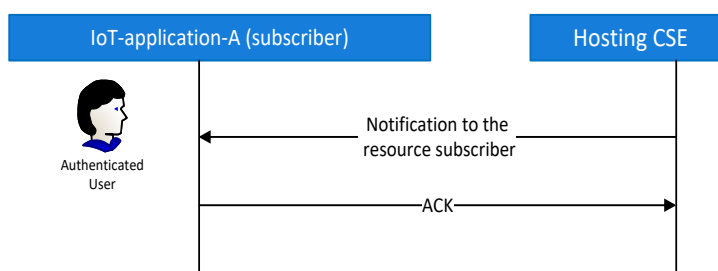 IoT-application-A (subscriber)
Hosting CSE
Notification to the
resource subscriber
Authenticated
User
ACK